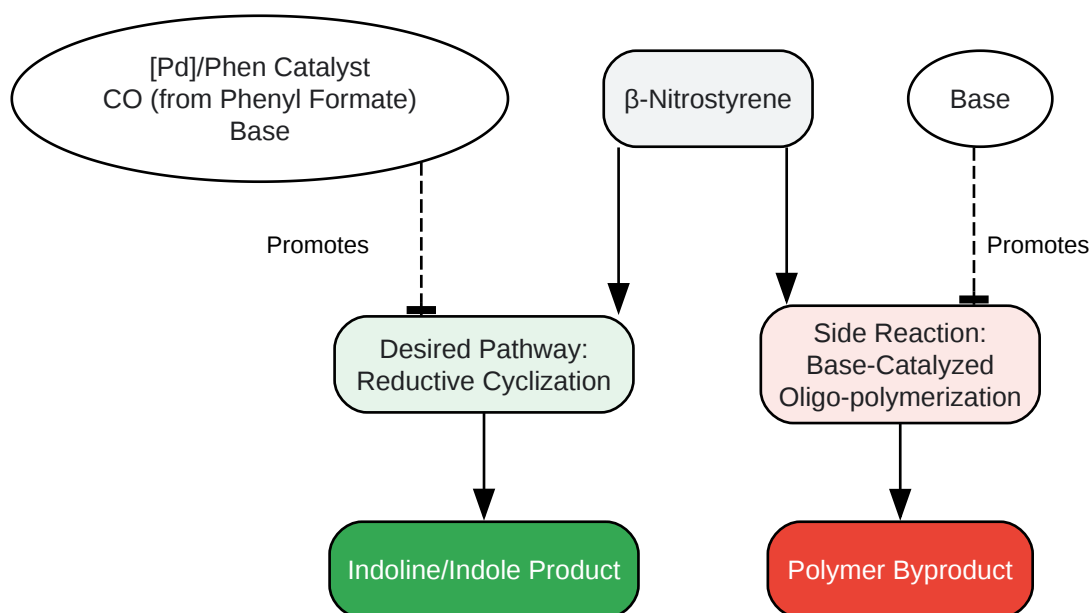 [Pd]/Phen Catalyst
CO (from Phenyl Formate)
Base
β-Nitrostyrene
Base
Promotes
Promotes
Desired Pathway:
Reductive Cyclization
Side Reaction:
Base-Catalyzed
Oligo-polymerization
Indoline/Indole Product
Polymer Byproduct